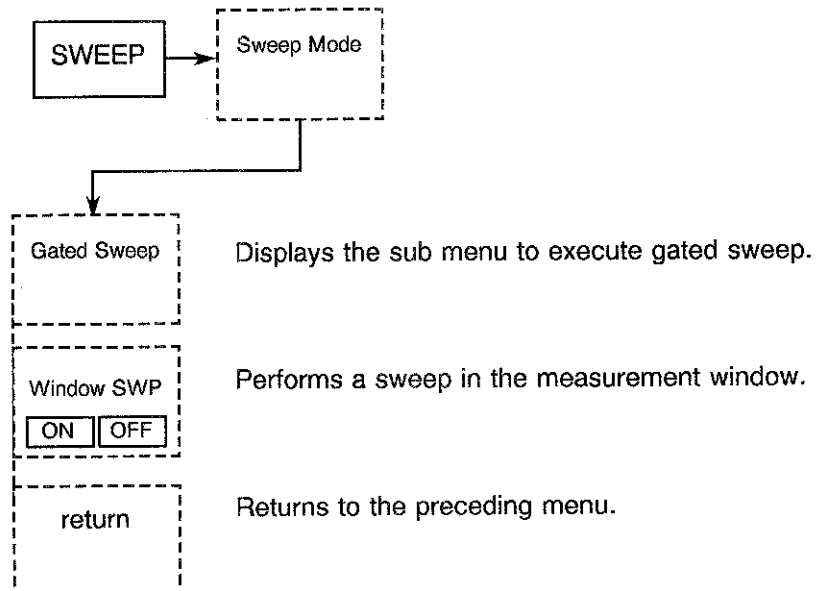 SWEEP
Sweep Mode
Gated Sweep
Displays the sub menu to execute gated sweep.
Window SWP
ON OFF
Performs a sweep in the measurement window.
return
Returns to the preceding menu.